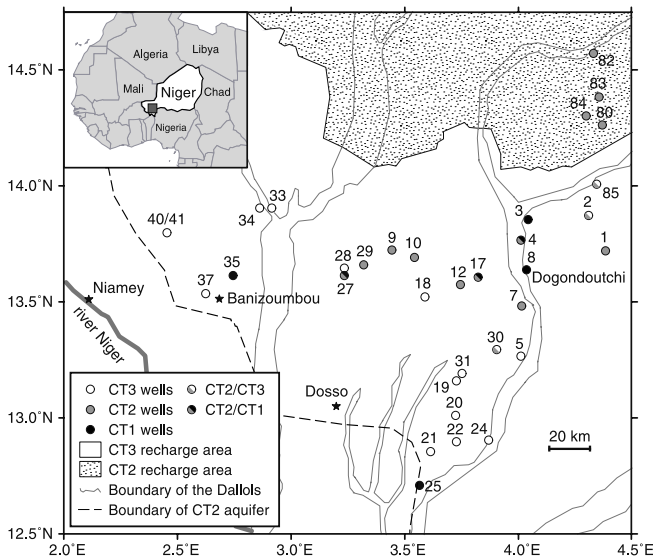 14.5°N
14.0°N
13.5°N
13.0°N
12.5°N
2.0°E
2.5°E
3.0°E
3.5°E
4.0°E
4.5°E
Algeria
Libya
Mali
Niger
Chad
Nigeria
82
83
84
80
85
2
1
3
4
8
Dogondoutchi
7
33
34
40/41
35
37
Banizoumbou
Niamey
river Niger
28
29
27
9
10
18
12
17
30
5
31
19
20
22
24
21
25
Dosso
20 km
CT3 wells
CT2/CT3
CT2 wells
CT2/CT1
CT1 wells
CT3 recharge area
CT2 recharge area
Boundary of the Dallols
Boundary of CT2 aquifer